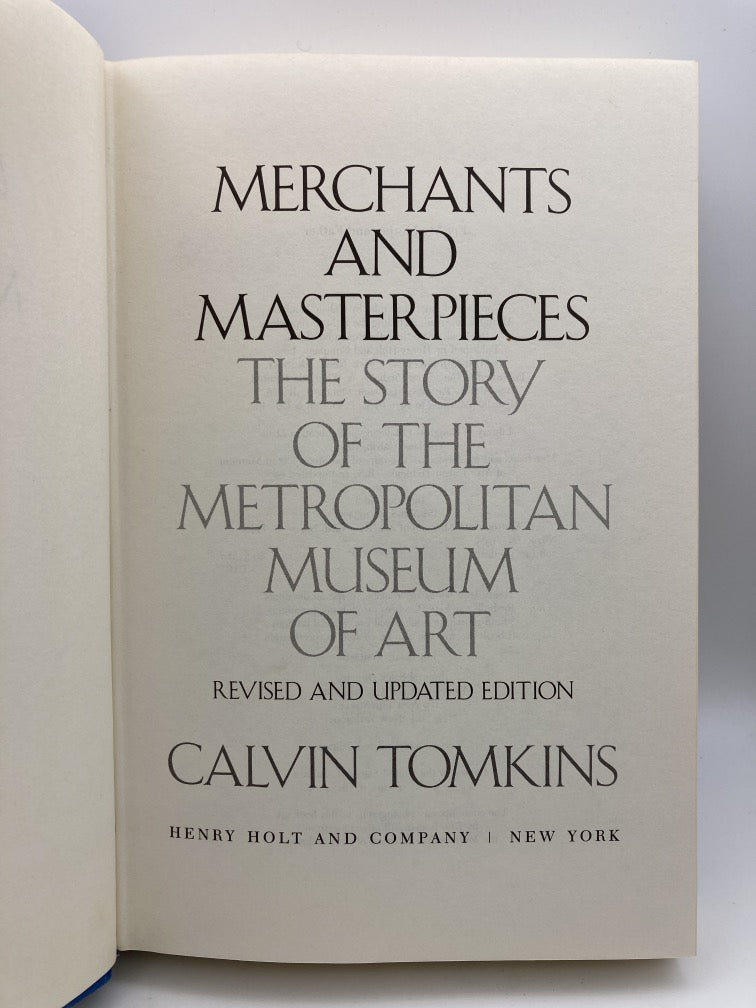 MERCHANTS
AND
MASTERPIECES
THE STORY
OF THE
METROPOLITAN
MUSEUM
OF ART
REVISED AND UPDATED EDITION
CALVIN TOMKINS
HENRY HOLT AND COMPANY | NEW YORK